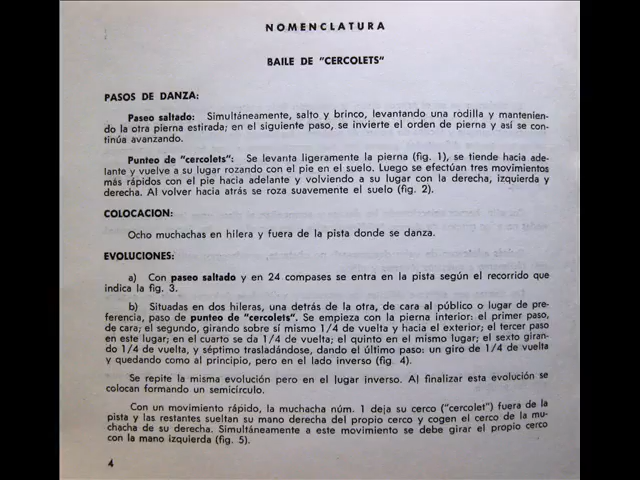 NOMENCLATURA
BAILE DE "CERCOLETS"
PASOS DE DANZA:
Paseo saltado: Simultáneamente, salto y brinco, levantando una rodilla y mantenien-
do la otra pierna estirada; en el siguiente paso, se invierte el orden de pierna y así se con-
tinúa avanzando.
Punteo de "cercolets": Se levanta ligeramente la pierna (fig. 1), se tiende hacia ade-
lante y vuelve a su lugar rozando con el pie en el suelo. Luego se efectúan tres movimientos
más rápidos con el pie hacia adelante y volviendo a su lugar con la derecha, izquierda y
derecha. Al volver hacia atrás se roza suavemente el suelo (fig. 2).
COLOCACION:
Ocho muchachas en hilera y fuera de la pista donde se danza.
EVOLUCIONES:
a) Con paseo saltado y en 24 compases se entra en la pista según el recorrido que
indica la fig. 3.
b) Situadas en dos hileras, una detrás de la otra, de cara al público o lugar de pre-
ferencia, paso de punteo de "cercolets". Se empieza con la pierna interior: el primer paso,
de cara; el segundo, girando sobre sí mismo 1/4 de vuelta y hacia el exterior; el tercer paso
en este lugar; en el cuarto se da 1/4 de vuelta; el quinto en el mismo lugar; el sexto giran-
do 1/4 de vuelta, y séptimo trasladándose, dando el último paso: un giro de 1/4 de vuelta
y quedando como al principio, pero en el lado inverso (fig. 4).
Se repite la misma evolución pero en el lugar inverso. Al finalizar esta evolución se
colocan formando un semicírculo.
Con un movimiento rápido, la muchacha núm. 1 deja su cerco ("cercolet") fuera de la
pista y las restantes sueltan su mano derecha del propio cerco y cogen el cerco de la mu-
chacha de su derecha. Simultáneamente a este movimiento se debe girar el propio cerco
con la mano izquierda (fig. 5).
4